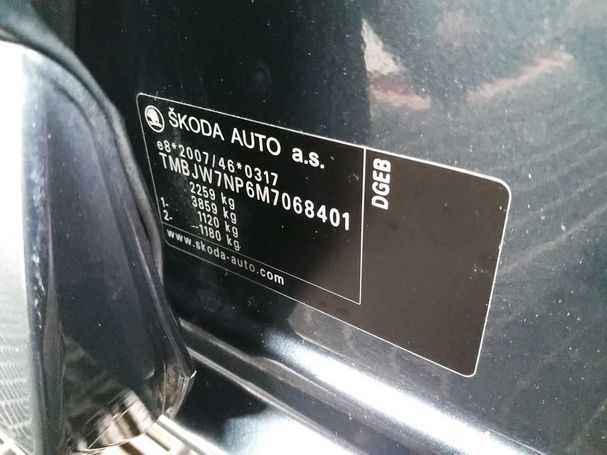 ŠKODA AUTO a.s.
e8*2007/46*0317
TMBJW7NP6M7068401
2259 kg
1- 3859 kg
2- 1120 kg
-1180 kg
www.skoda-auto.com
DGEB